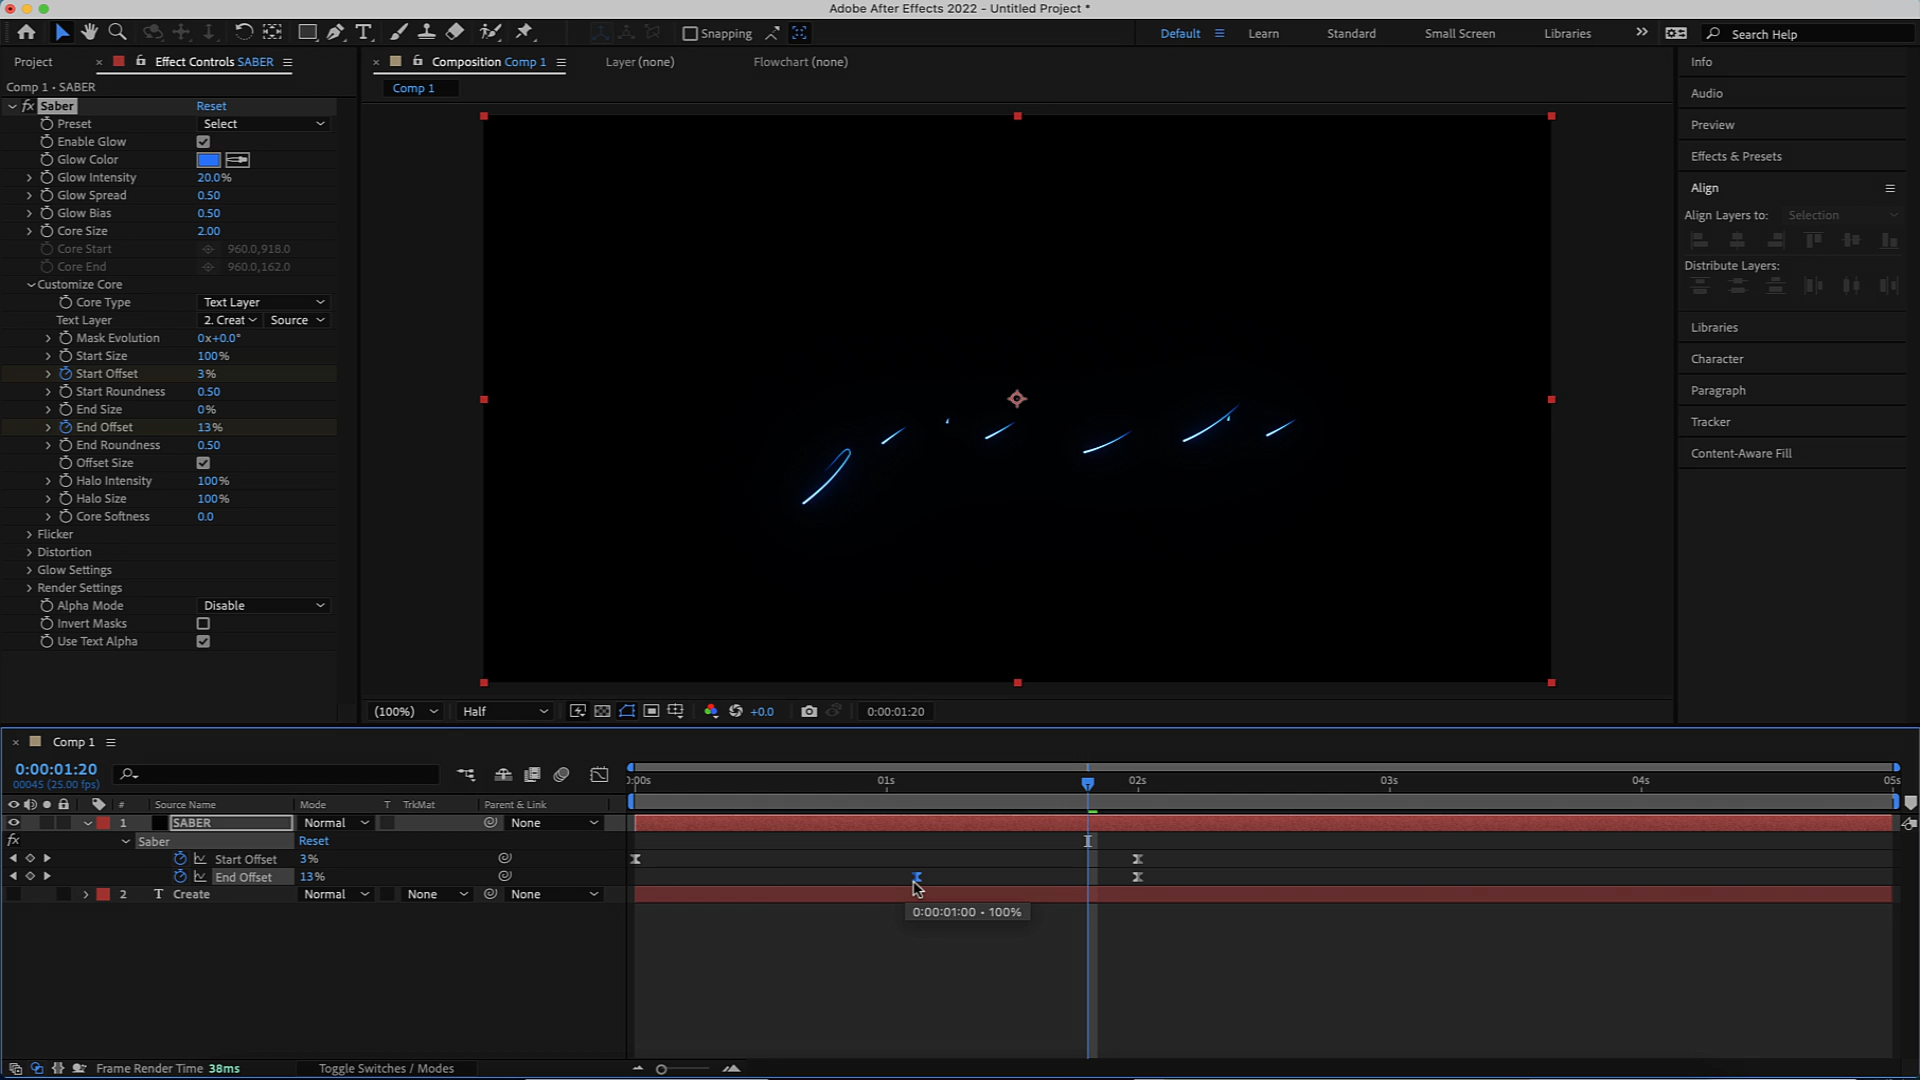 Adobe After Effects 2022 - Untitled Project *
Snapping
Default
Learn
Standard
Small Screen
Libraries
Search Help
Project
Effect Controls SABER
Composition Comp 1
Layer (none)
Flowchart (none)
Comp 1 • SABER
Comp 1
fx Saber Reset
Preset Select
Enable Glow
Glow Color
Glow Intensity 20.0%
Glow Spread 0.50
Glow Bias 0.50
Core Size 2.00
Core Start 960.0,918.0
Core End 960.0,162.0
Customize Core
Core Type Text Layer
Text Layer 2. Creat Source
Mask Evolution 0x+0.0°
Start Size 100%
Start Offset 3%
Start Roundness 0.50
End Size 0%
End Offset 13%
End Roundness 0.50
Offset Size
Halo Intensity 100%
Halo Size 100%
Core Softness 0.0
Flicker
Distortion
Glow Settings
Render Settings
Alpha Mode Disable
Invert Masks
Use Text Alpha
Info
Audio
Preview
Effects & Presets
Align
Align Layers to: Selection
Distribute Layers:
Libraries
Character
Paragraph
Tracker
Content-Aware Fill
(100%) Half +0.0 0:00:01:20
Comp 1
0:00:01:20
00045 (25.00 fps)
:00s 01s 02s 03s 04s 05s
# Source Name Mode T TrkMat Parent & Link
1 SABER Normal None
fx Saber Reset
Start Offset 3%
End Offset 13%
2 T Create Normal None None
0:00:01:00 • 100%
Frame Render Time 38ms Toggle Switches / Modes